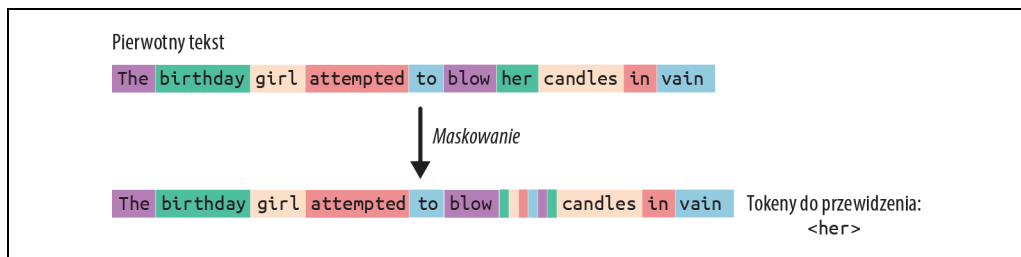 Pierwotny tekst
The birthday girl attempted to blow her candles in vain
Maskowanie
The birthday girl attempted to blow candles in vain
Tokeny do przewidzenia:
<her>